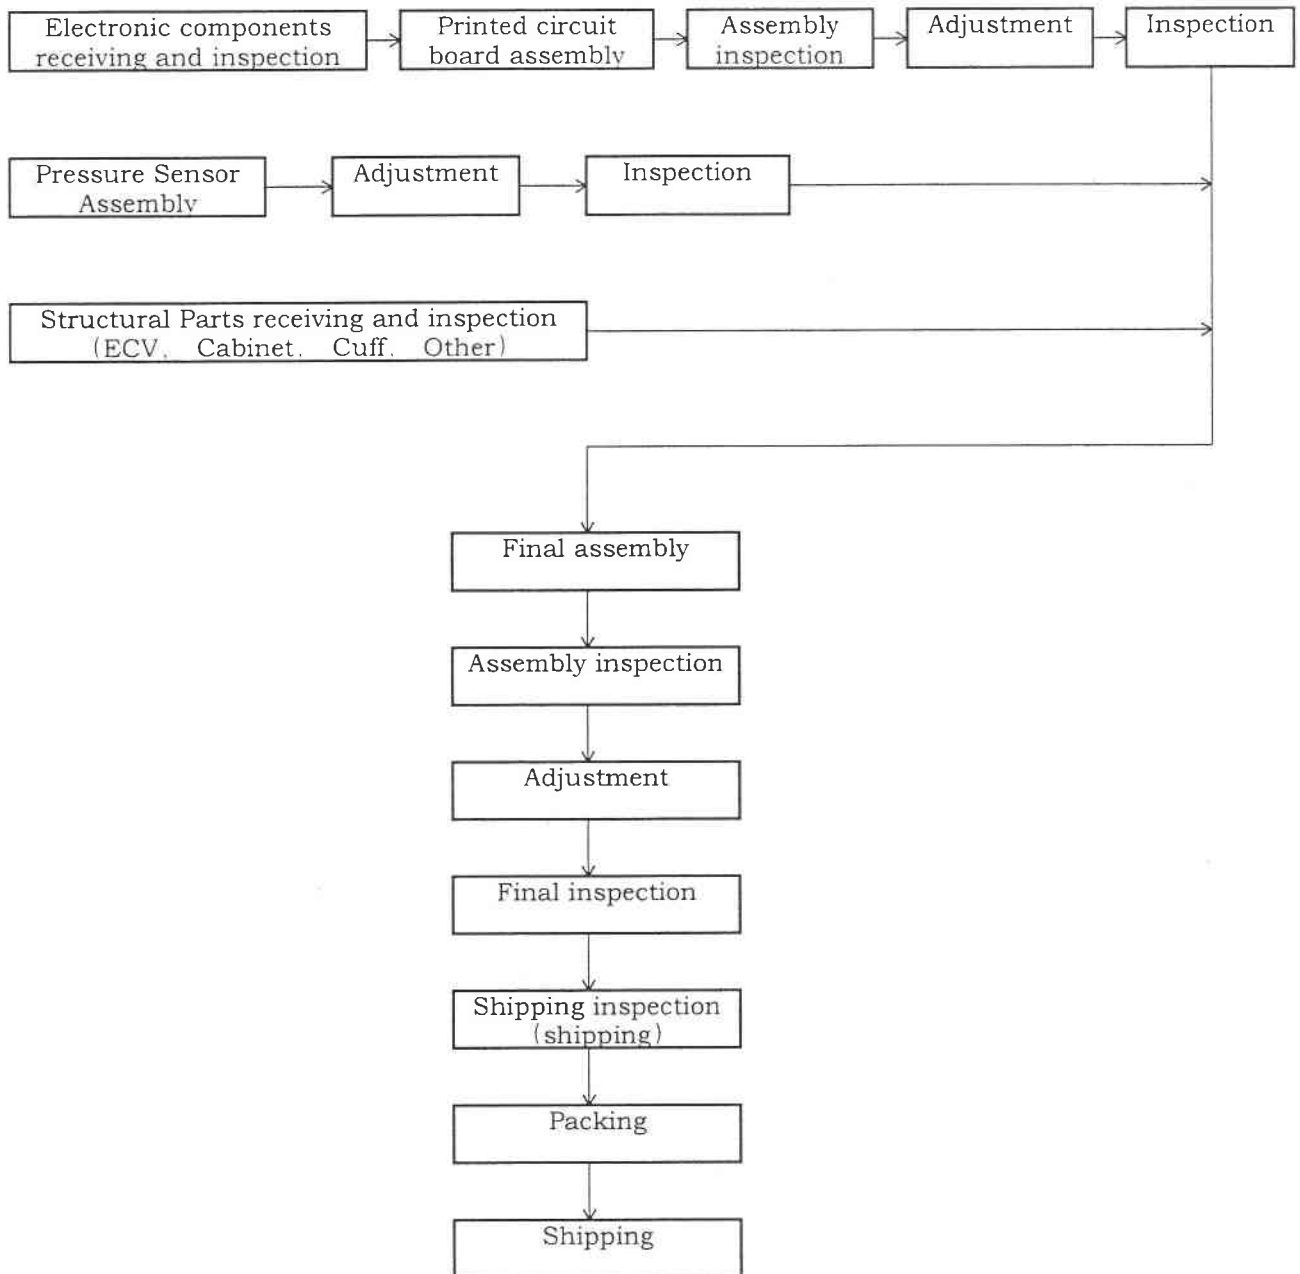 Electronic components
receiving and inspection
Printed circuit
board assembly
Assembly
inspection
Adjustment
Inspection
Pressure Sensor
Assembly
Adjustment
Inspection
Structural Parts receiving and inspection
(ECV, Cabinet, Cuff, Other)
Final assembly
Assembly inspection
Adjustment
Final inspection
Shipping inspection
(shipping)
Packing
Shipping